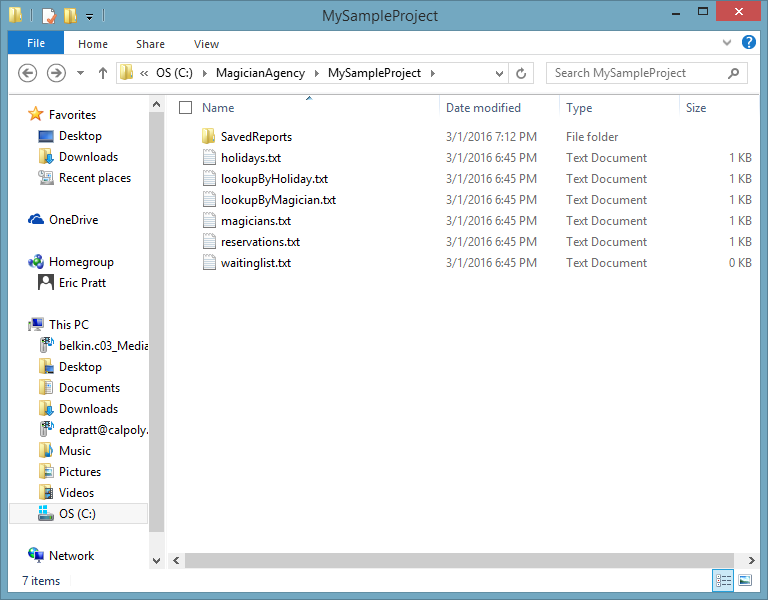 MySampleProject
File Home Share View
« OS (C:) MagicianAgency MySampleProject Search MySampleProject
Name Date modified Type Size
Favorites
Desktop
Downloads
Recent places
OneDrive
Homegroup
Eric Pratt
This PC
belkin.c03_Media
Desktop
Documents
Downloads
edpratt@calpoly.
Music
Pictures
Videos
OS (C:)
Network
SavedReports 3/1/2016 7:12 PM File folder
holidays.txt 3/1/2016 6:45 PM Text Document 1 KB
lookupByHoliday.txt 3/1/2016 6:45 PM Text Document 1 KB
lookupByMagician.txt 3/1/2016 6:45 PM Text Document 1 KB
magicians.txt 3/1/2016 6:45 PM Text Document 1 KB
reservations.txt 3/1/2016 6:45 PM Text Document 1 KB
waitinglist.txt 3/1/2016 6:45 PM Text Document 0 KB
7 items